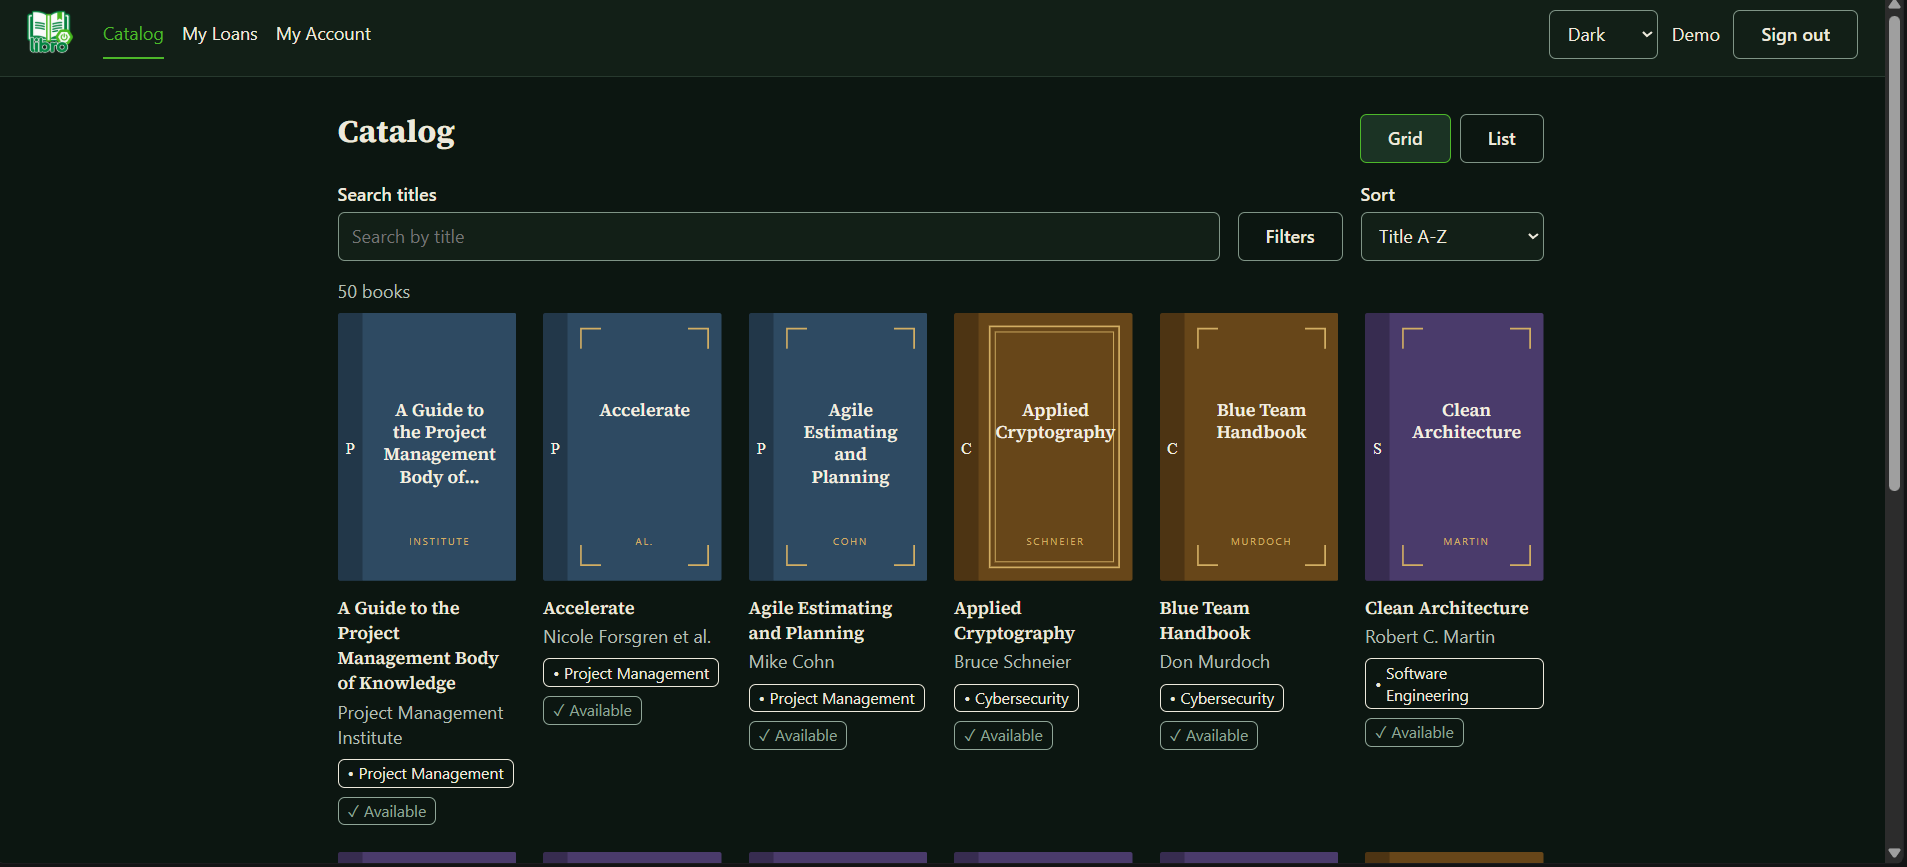 libro
Catalog
My Loans
My Account
Dark
Demo
Sign out
Catalog
Grid
List
Search titles
Sort
Search by title
Filters
Title A-Z
50 books
P
A Guide to
the Project
Management
Body of...
INSTITUTE
P
Accelerate
AL.
P
Agile
Estimating
and
Planning
COHN
C
Applied
Cryptography
SCHNEIER
C
Blue Team
Handbook
MURDOCH
S
Clean
Architecture
MARTIN
A Guide to the
Project
Management Body
of Knowledge
Project Management
Institute
• Project Management
✓ Available
Accelerate
Nicole Forsgren et al.
• Project Management
✓ Available
Agile Estimating
and Planning
Mike Cohn
• Project Management
✓ Available
Applied
Cryptography
Bruce Schneier
• Cybersecurity
✓ Available
Blue Team
Handbook
Don Murdoch
• Cybersecurity
✓ Available
Clean Architecture
Robert C. Martin
• Software
Engineering
✓ Available